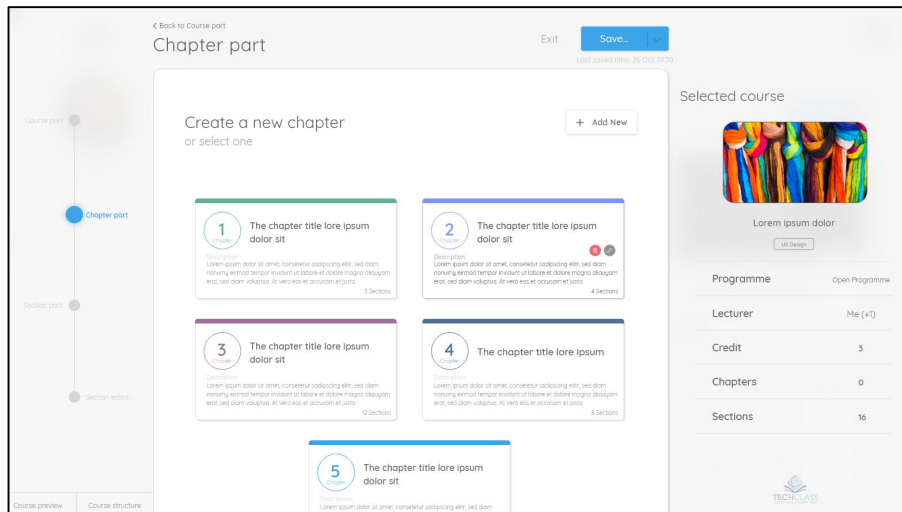 Back to Course part
Chapter part
Exit
Save...
Last saved time: 26 Oct. 19:30
Course part
Chapter part
Section part
Section editor
Course preview
Course structure
Create a new chapter
or select one
+ Add New
1
Chapter
The chapter title lore ipsum
dolor sit
Description:
Lorem ipsum dolor sit amet, consetetur sadipscing elitr, sed diam
nonumy eirmod tempor invidunt ut labore et dolore magna aliquyam
erat, sed diam voluptua. At vero eos et accusam et justo.
3 Sections
2
Chapter
The chapter title lore ipsum
dolor sit
Description:
Lorem ipsum dolor sit amet, consetetur sadipscing elitr, sed diam
nonumy eirmod tempor invidunt ut labore et dolore magna aliquyam
erat, sed diam voluptua. At vero eos et accusam et justo.
4 Sections
3
Chapter
The chapter title lore ipsum
dolor sit
Description:
Lorem ipsum dolor sit amet, consetetur sadipscing elitr, sed diam
nonumy eirmod tempor invidunt ut labore et dolore magna aliquyam
erat, sed diam voluptua. At vero eos et accusam et justo.
12 Sections
4
Chapter
The chapter title lore ipsum
Description:
Lorem ipsum dolor sit amet, consetetur sadipscing elitr, sed diam
nonumy eirmod tempor invidunt ut labore et dolore magna aliquyam
erat, sed diam voluptua. At vero eos et accusam et justo.
8 Sections
5
Chapter
The chapter title lore ipsum
dolor sit
Description:
Lorem ipsum dolor sit amet, consetetur sadipscing elitr, sed diam
Selected course
Lorem ipsum dolor
UX Design
Programme Open Programme
Lecturer Me (+1)
Credit 3
Chapters 0
Sections 16
TECHCLASS